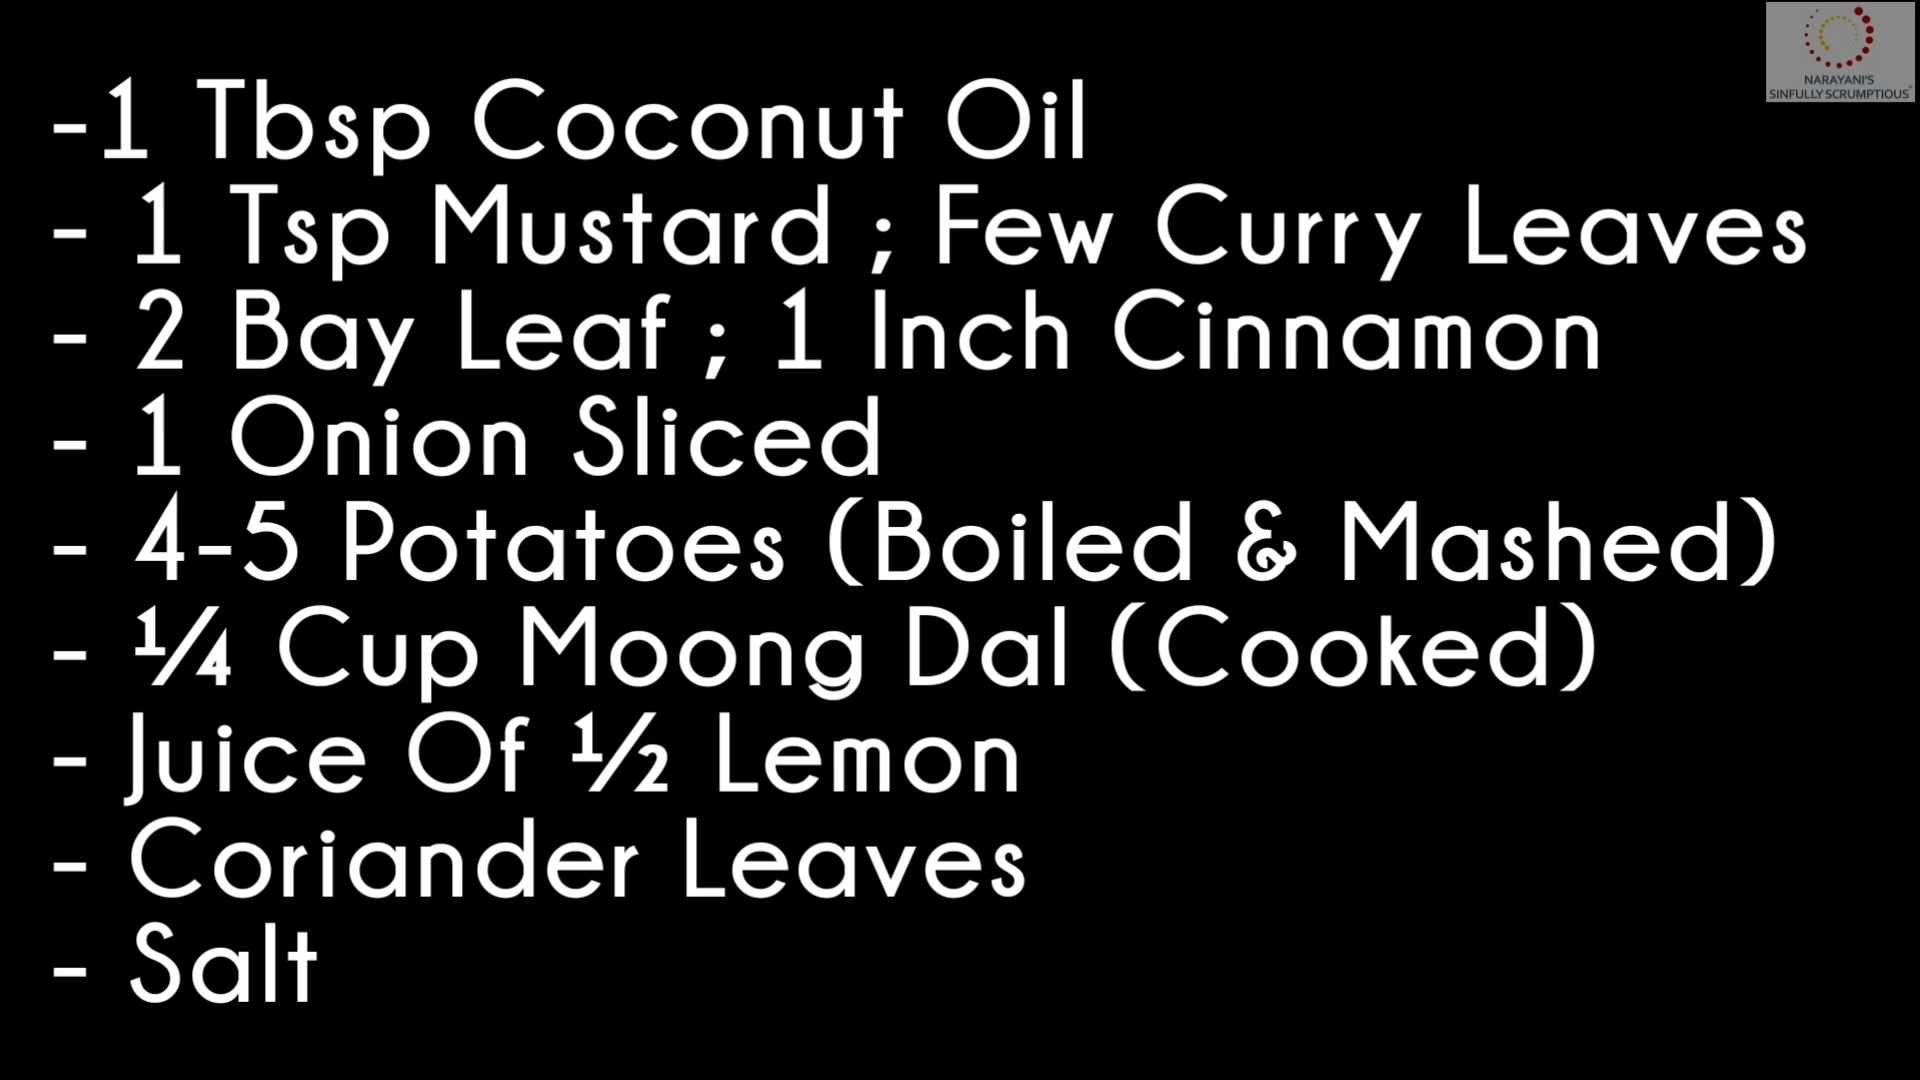 NARAYANI'S
SINFULLY SCRUMPTIOUS
-1 Tbsp Coconut Oil
- 1 Tsp Mustard ; Few Curry Leaves
- 2 Bay Leaf ; 1 Inch Cinnamon
- 1 Onion Sliced
- 4-5 Potatoes (Boiled & Mashed)
- ¼ Cup Moong Dal (Cooked)
- Juice Of ½ Lemon
- Coriander Leaves
- Salt